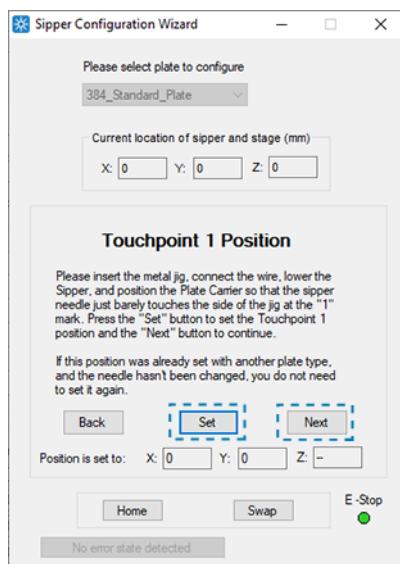 Sipper Configuration Wizard
Please select plate to configure
384_Standard_Plate
Current location of sipper and stage (mm)
X: 0 Y: 0 Z: 0
Touchpoint 1 Position
Please insert the metal jig, connect the wire, lower the
Sipper, and position the Plate Carrier so that the sipper
needle just barely touches the side of the jig at the "1"
mark. Press the "Set" button to set the Touchpoint 1
position and the "Next" button to continue.
If this position was already set with another plate type,
and the needle hasn't been changed, you do not need
to set it again.
Back Set Next
Position is set to: X: 0 Y: 0 Z: --
Home Swap E -Stop
No error state detected